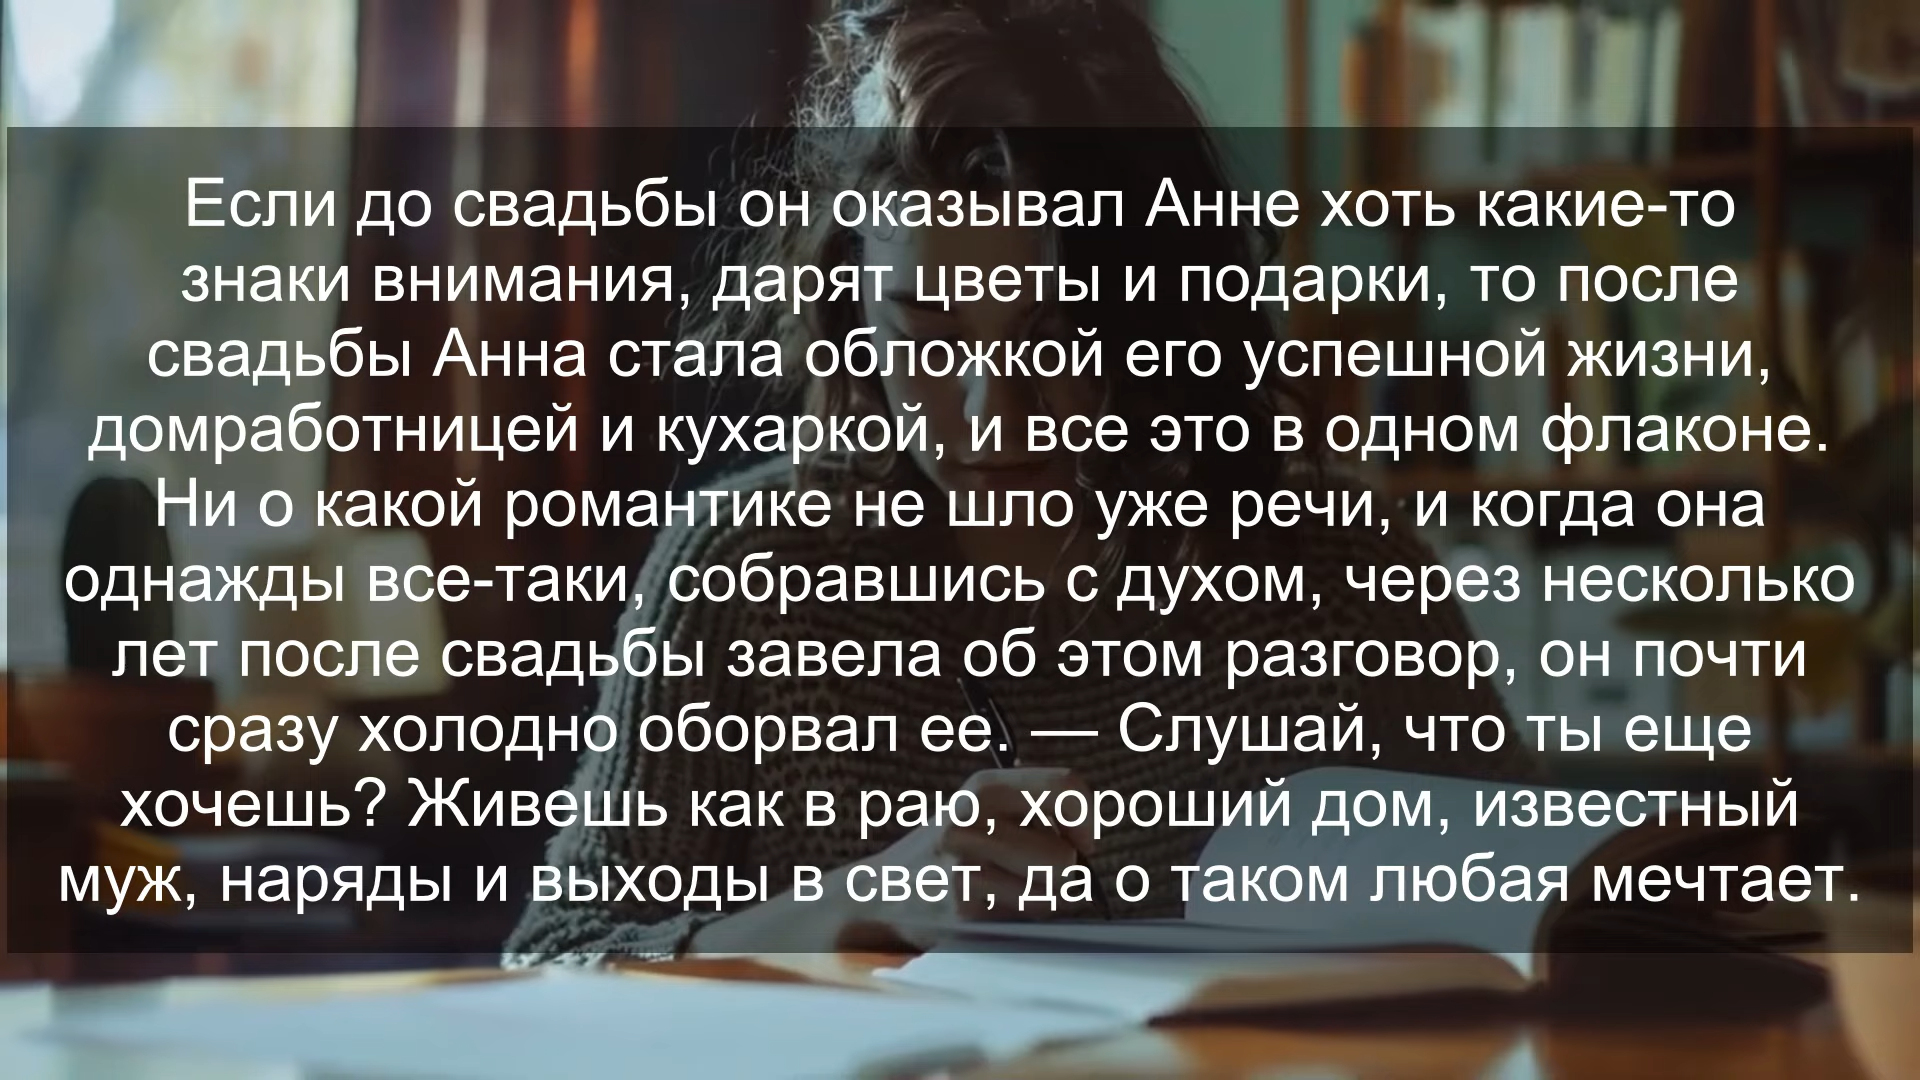 Если до свадьбы он оказывал Анне хоть какие-то
знаки внимания, дарят цветы и подарки, то после
свадьбы Анна стала обложкой его успешной жизни,
домработницей и кухаркой, и все это в одном флаконе.
Ни о какой романтике не шло уже речи, и когда она
однажды все-таки, собравшись с духом, через несколько
лет после свадьбы завела об этом разговор, он почти
сразу холодно оборвал ее. — Слушай, что ты еще
хочешь? Живешь как в раю, хороший дом, известный
муж, наряды и выходы в свет, да о таком любая мечтает.